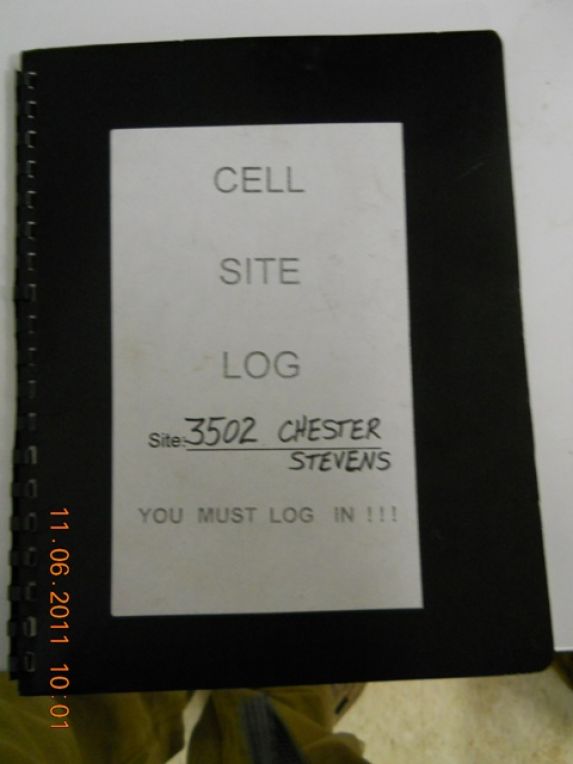 CELL
SITE
LOG
Site: 3502 CHESTER
STEVENS
YOU MUST LOG IN !!!
11.06.2011 10:01